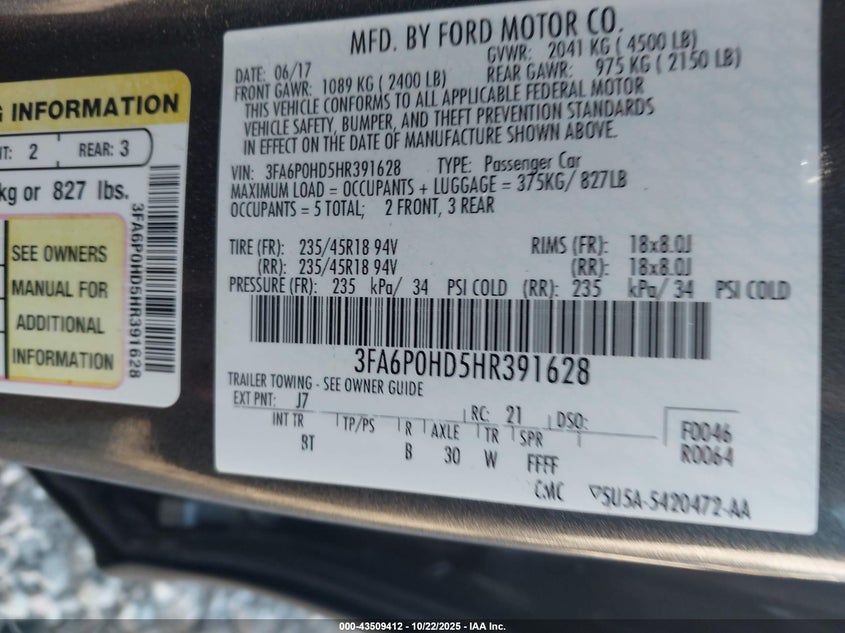 G INFORMATION
NT: 2 REAR: 3
kg or 827 lbs.
SEE OWNERS
MANUAL FOR
ADDITIONAL
INFORMATION
3FA6P0HD5HR391628
MFD. BY FORD MOTOR CO.
DATE: 06/17 GVWR: 2041 KG ( 4500 LB)
FRONT GAWR: 1089 KG ( 2400 LB) REAR GAWR: 975 KG ( 2150 LB)
THIS VEHICLE CONFORMS TO ALL APPLICABLE FEDERAL MOTOR
VEHICLE SAFETY, BUMPER, AND THEFT PREVENTION STANDARDS
IN EFFECT ON THE DATE OF MANUFACTURE SHOWN ABOVE.
VIN: 3FA6P0HD5HR391628 TYPE: Passenger Car
MAXIMUM LOAD = OCCUPANTS + LUGGAGE = 375KG/ 827LB
OCCUPANTS = 5 TOTAL; 2 FRONT, 3 REAR
TIRE (FR): 235/45R18 94V RIMS (FR): 18x8.0J
(RR): 235/45R18 94V (RR): 18x8.0J
PRESSURE (FR): 235 kPa/ 34 PSI COLD (RR): 235 kPa/ 34 PSI COLD
3FA6P0HD5HR391628
TRAILER TOWING - SEE OWNER GUIDE
EXT PNT: J7 RC: 21 DSO:
INT TR TP/PS R AXLE TR SPR F0046
BT B 30 W FFFF R0064
CMC 5U5A-5420472-AA
000-43509412 - 10/22/2025 - IAA Inc.